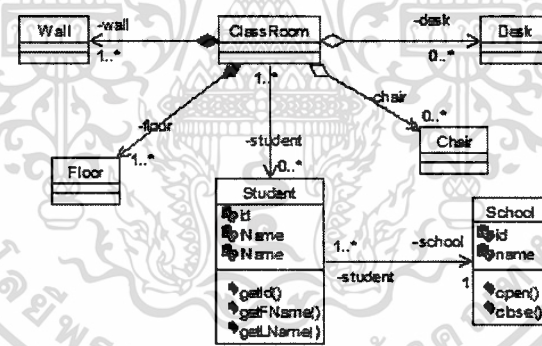 Wall
-wall
1..*
ClassRoom
-desk
0..*
Desk
-floor
1..*
Floor
1..*
-student
0..*
-chair
0..*
Chair
Student
id
Name
Name
getId()
getFName()
getLName()
1..*
-student
-school
1
School
id
name
open()
close()